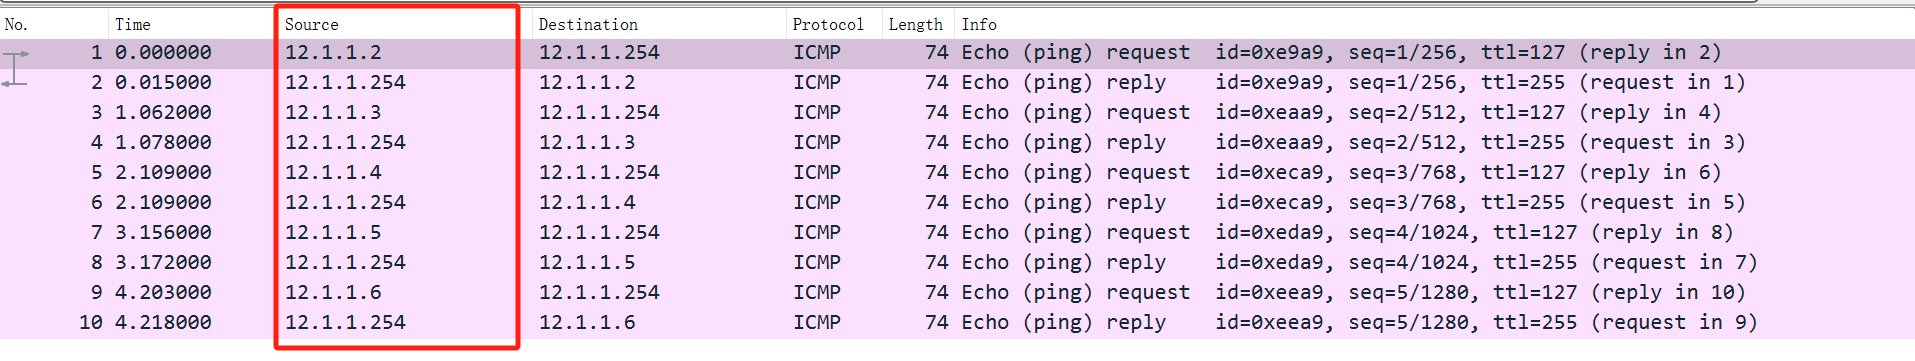 No. Time Source Destination Protocol Length Info
1 0.000000 12.1.1.2 12.1.1.254 ICMP 74 Echo (ping) request id=0xe9a9, seq=1/256, ttl=127 (reply in 2)
2 0.015000 12.1.1.254 12.1.1.2 ICMP 74 Echo (ping) reply id=0xe9a9, seq=1/256, ttl=255 (request in 1)
3 1.062000 12.1.1.3 12.1.1.254 ICMP 74 Echo (ping) request id=0xeaa9, seq=2/512, ttl=127 (reply in 4)
4 1.078000 12.1.1.254 12.1.1.3 ICMP 74 Echo (ping) reply id=0xeaa9, seq=2/512, ttl=255 (request in 3)
5 2.109000 12.1.1.4 12.1.1.254 ICMP 74 Echo (ping) request id=0xeca9, seq=3/768, ttl=127 (reply in 6)
6 2.109000 12.1.1.254 12.1.1.4 ICMP 74 Echo (ping) reply id=0xeca9, seq=3/768, ttl=255 (request in 5)
7 3.156000 12.1.1.5 12.1.1.254 ICMP 74 Echo (ping) request id=0xeda9, seq=4/1024, ttl=127 (reply in 8)
8 3.172000 12.1.1.254 12.1.1.5 ICMP 74 Echo (ping) reply id=0xeda9, seq=4/1024, ttl=255 (request in 7)
9 4.203000 12.1.1.6 12.1.1.254 ICMP 74 Echo (ping) request id=0xeea9, seq=5/1280, ttl=127 (reply in 10)
10 4.218000 12.1.1.254 12.1.1.6 ICMP 74 Echo (ping) reply id=0xeea9, seq=5/1280, ttl=255 (request in 9)